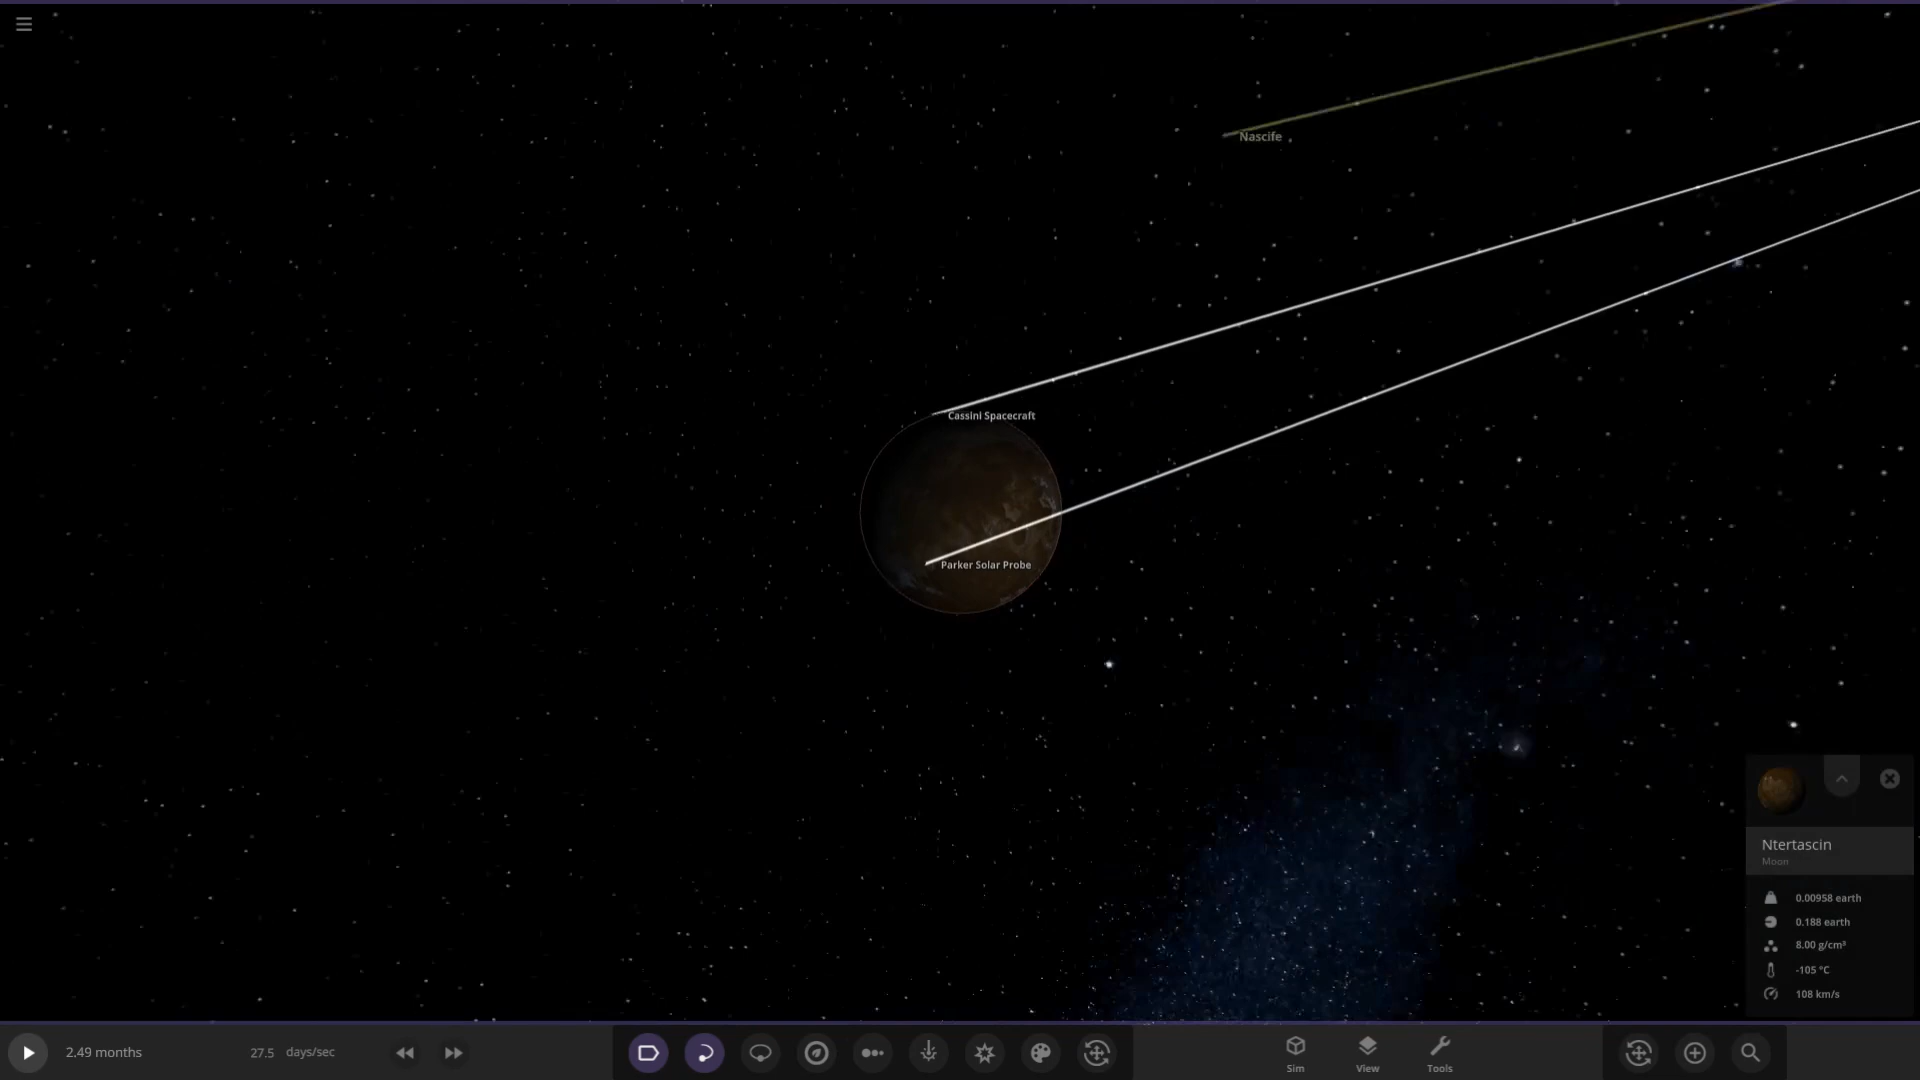 Nascife
Cassini Spacecraft
Parker Solar Probe
Ntertascin
Moon
0.00958 earth
0.188 earth
8.00 g/cm³
-105 °C
108 km/s
2.49 months
27.5 days/sec
Sim
View
Tools